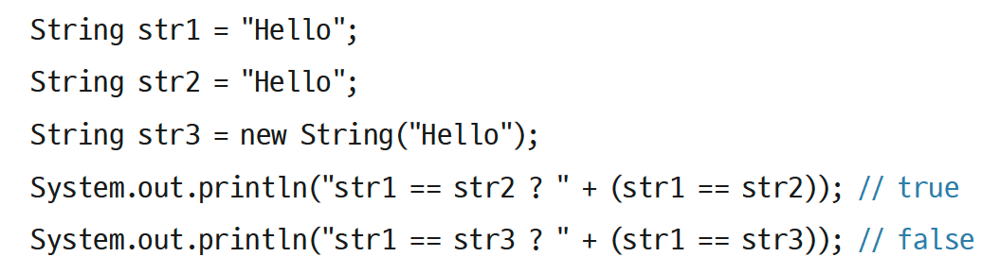 String str1 = "Hello";
String str2 = "Hello";
String str3 = new String("Hello");
System.out.println("str1 == str2 ? " + (str1 == str2)); // true
System.out.println("str1 == str3 ? " + (str1 == str3)); // false